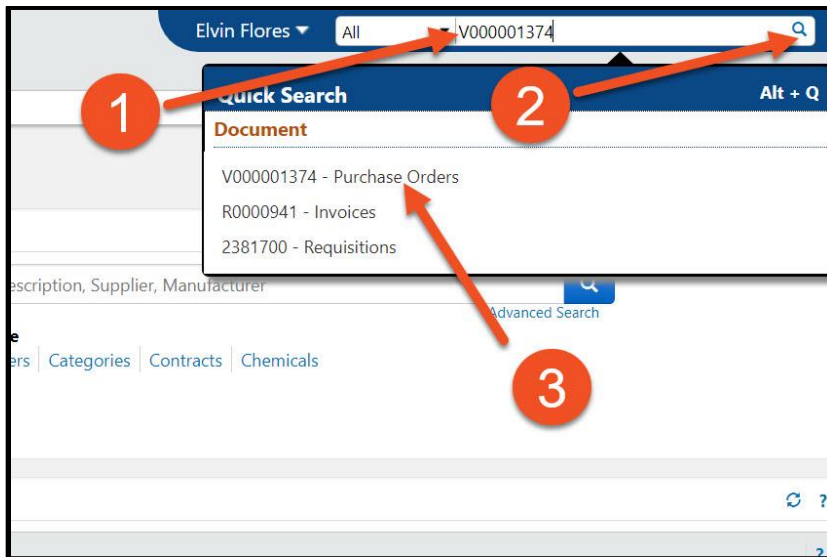 Elvin Flores All V000001374
1
2
Quick Search Alt + Q
Document
V000001374 - Purchase Orders
R0000941 - Invoices
2381700 - Requisitions
escription, Supplier, Manufacturer
Advanced Search
e
ers Categories Contracts Chemicals
3
?
?